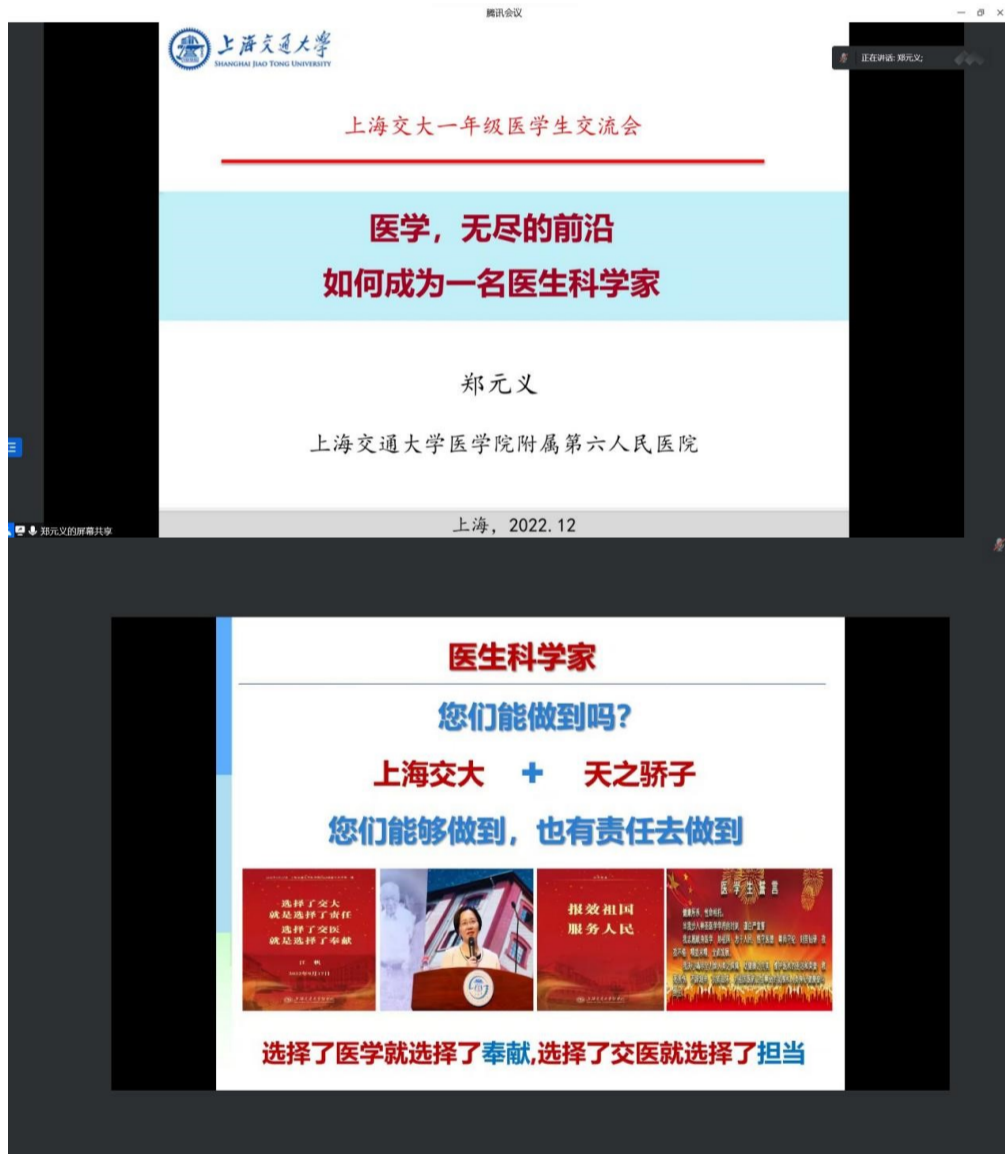 腾讯会议
上海交通大学
SHANGHAI JIAO TONG UNIVERSITY
正在讲话: 郑元义;
上海交大一年级医学生交流会
医学，无尽的前沿
如何成为一名医生科学家
郑元义
上海交通大学医学院附属第六人民医院
上海，2022.12
郑元义的屏幕共享
医生科学家
您们能做到吗？
上海交大 + 天之骄子
您们能够做到，也有责任去做到
选择了交大
就是选择了责任
选择了交医
就是选择了奉献
报效祖国
服务人民
医学生誓言
健康所系，性命相托。
选择了医学就选择了奉献,选择了交医就选择了担当